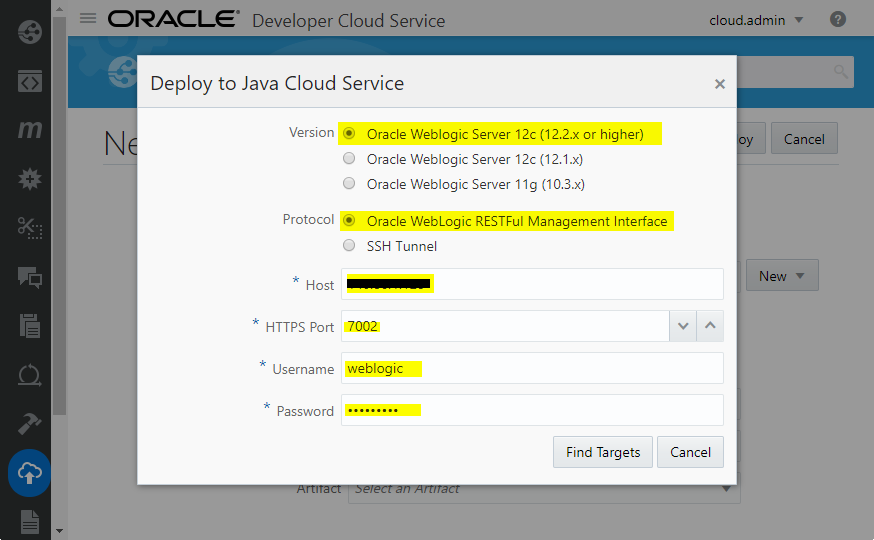 ORACLE® Developer Cloud Service
cloud.admin
?
Deploy to Java Cloud Service
×
Version
Oracle Weblogic Server 12c (12.2.x or higher)
Oracle Weblogic Server 12c (12.1.x)
Oracle Weblogic Server 11g (10.3.x)
Ne
oy
Cancel
Protocol
Oracle WebLogic RESTFul Management Interface
SSH Tunnel
* Host
New
* HTTPS Port
7002
* Username
weblogic
* Password
•••••••••
Find Targets
Cancel
Artifact
Select an Artifact
m